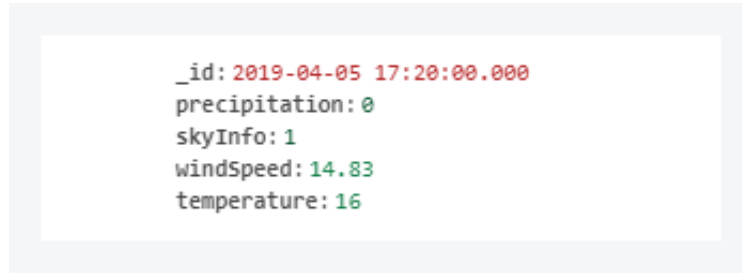 _id: 2019-04-05 17:20:00.000
precipitation: 0
skyInfo: 1
windSpeed: 14.83
temperature: 16